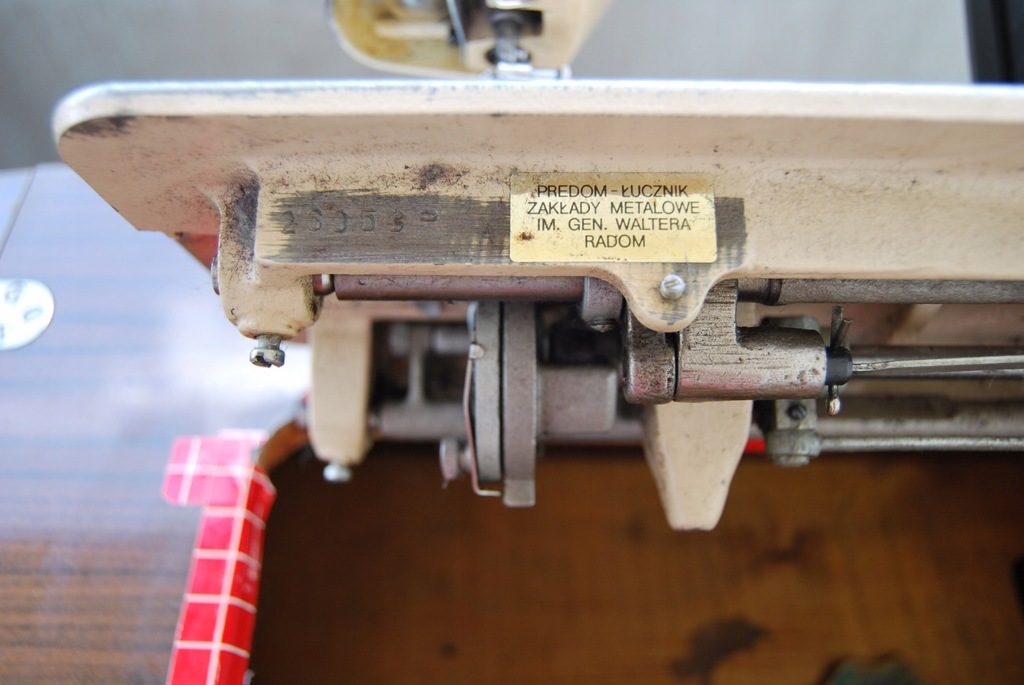 PREDOM-ŁUCZNIK
ZAKŁADY METALOWE
IM. GEN. WALTERA
RADOM